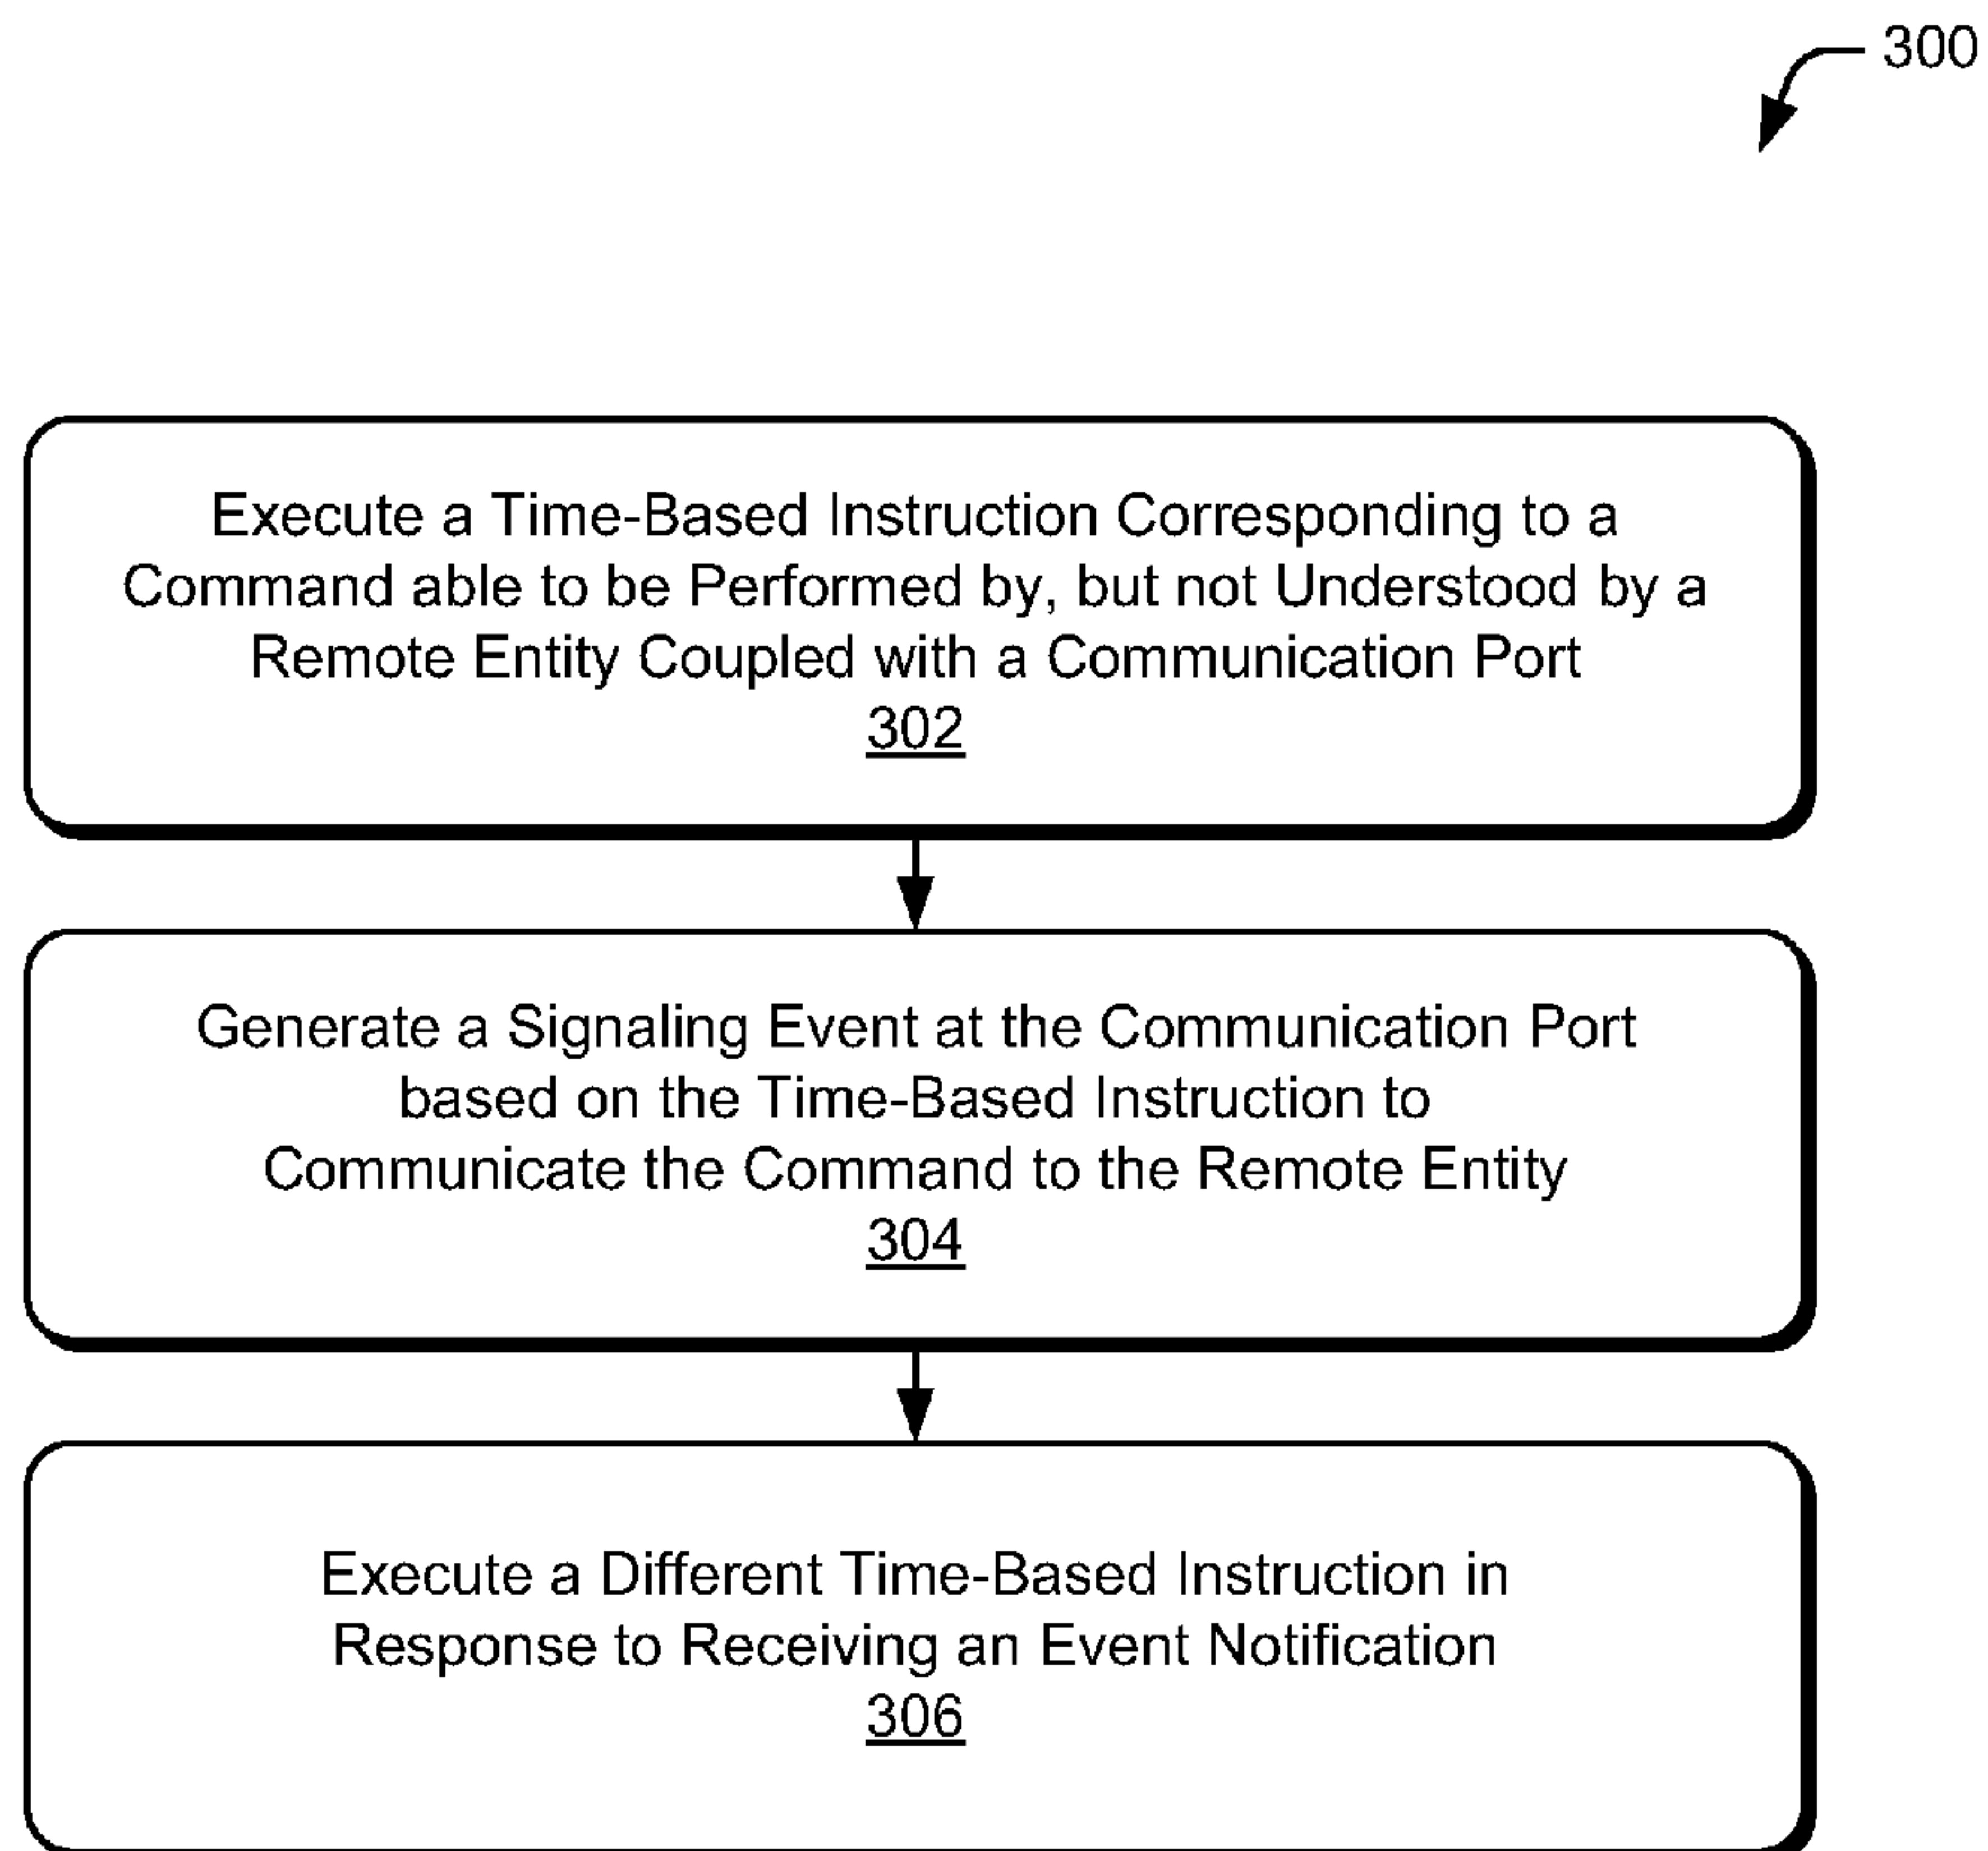 300
Execute a Time-Based Instruction Corresponding to a
Command able to be Performed by, but not Understood by a
Remote Entity Coupled with a Communication Port
302
Generate a Signaling Event at the Communication Port
based on the Time-Based Instruction to
Communicate the Command to the Remote Entity
304
Execute a Different Time-Based Instruction in
Response to Receiving an Event Notification
306